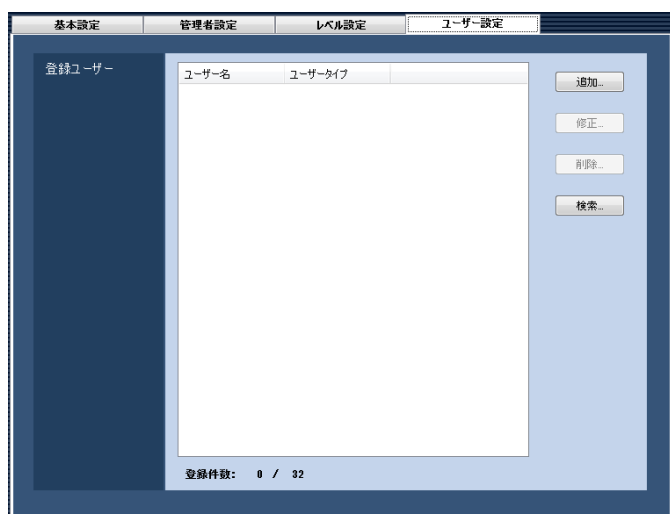 基本設定 管理者設定 レベル設定 ユーザー設定
登録ユーザー
ユーザー名 ユーザータイプ
追加...
修正...
削除...
検索...
登録件数: 0 / 32